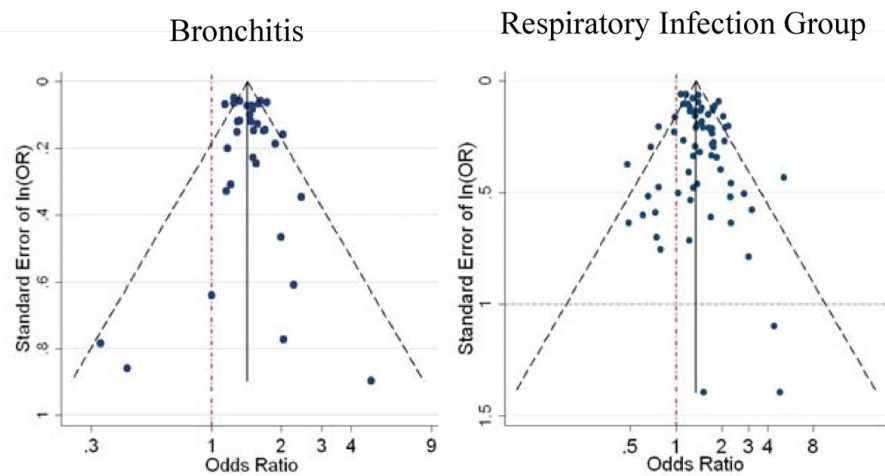 Bronchitis
Standard Error of ln(OR)
0
.2
.4
.6
.8
1
.3 1 2 3 4 9
Odds Ratio
Respiratory Infection Group
Standard Error of ln(OR)
0
.5
1
1.5
.5 1 2 3 4 8
Odds Ratio